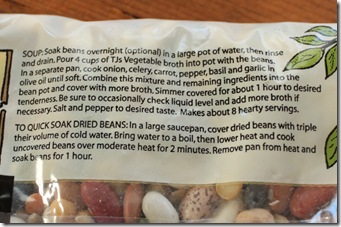 SOUP: Soak beans overnight (optional) in a large pot of water, then rinse
and drain. Pour 4 cups of TJs Vegetable broth into pot with the beans.
In a separate pan, cook onion, celery, carrot, pepper, basil and garlic in
olive oil until soft. Combine this mixture and remaining ingredients into the
bean pot and cover with more broth. Simmer covered for about 1 hour to desired
tenderness. Be sure to occasionally check liquid level and add more broth if
necessary. Salt and pepper to desired taste. Makes about 8 hearty servings.
TO QUICK SOAK DRIED BEANS: In a large saucepan, cover dried beans with triple
their volume of cold water. Bring water to a boil, then lower heat and cook
uncovered beans over moderate heat for 2 minutes. Remove pan from heat and
soak beans for 1 hour.